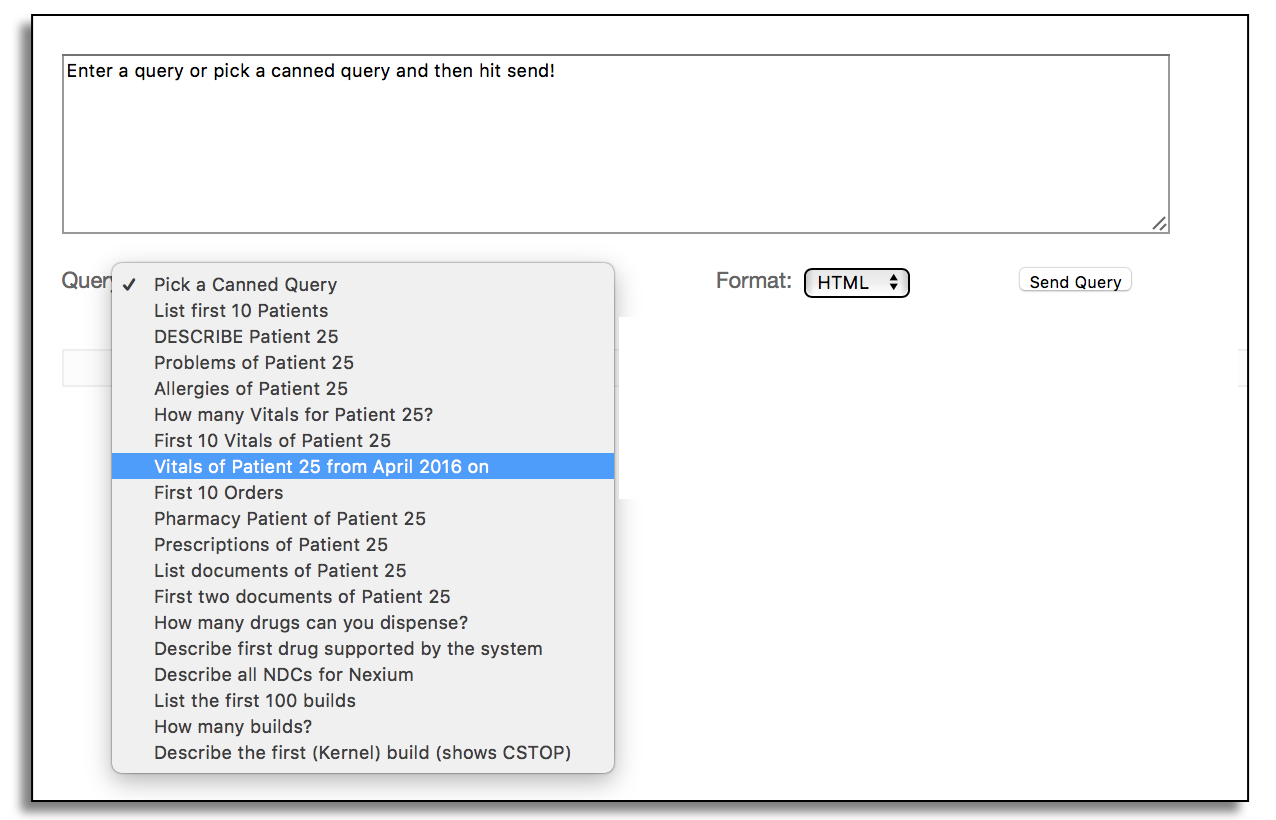 Enter a query or pick a canned query and then hit send!
Query
Format: HTML
Send Query
✓ Pick a Canned Query
List first 10 Patients
DESCRIBE Patient 25
Problems of Patient 25
Allergies of Patient 25
How many Vitals for Patient 25?
First 10 Vitals of Patient 25
Vitals of Patient 25 from April 2016 on
First 10 Orders
Pharmacy Patient of Patient 25
Prescriptions of Patient 25
List documents of Patient 25
First two documents of Patient 25
How many drugs can you dispense?
Describe first drug supported by the system
Describe all NDCs for Nexium
List the first 100 builds
How many builds?
Describe the first (Kernel) build (shows CSTOP)